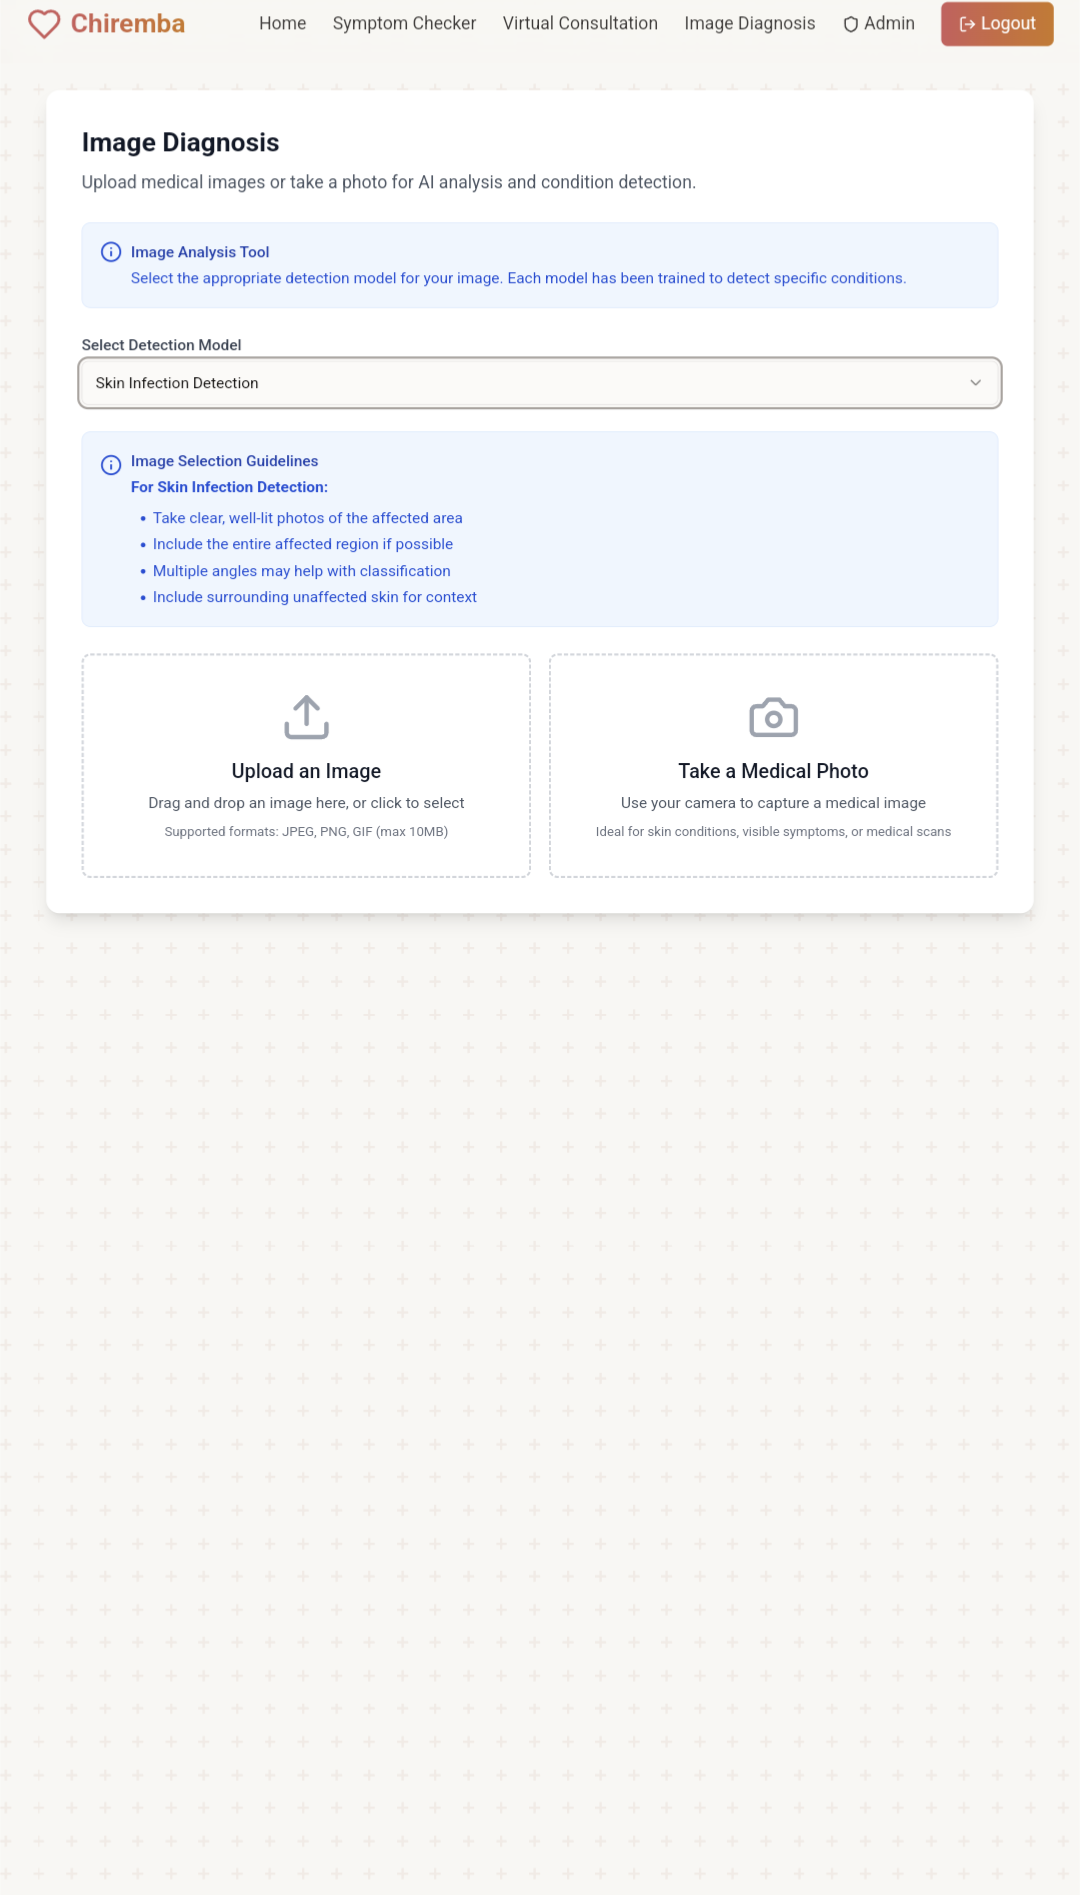 Chiremba
Home
Symptom Checker
Virtual Consultation
Image Diagnosis
Admin
Logout
Image Diagnosis
Upload medical images or take a photo for AI analysis and condition detection.
Image Analysis Tool
Select the appropriate detection model for your image. Each model has been trained to detect specific conditions.
Select Detection Model
Skin Infection Detection
Image Selection Guidelines
For Skin Infection Detection:
• Take clear, well-lit photos of the affected area
• Include the entire affected region if possible
• Multiple angles may help with classification
• Include surrounding unaffected skin for context
Upload an Image
Drag and drop an image here, or click to select
Supported formats: JPEG, PNG, GIF (max 10MB)
Take a Medical Photo
Use your camera to capture a medical image
Ideal for skin conditions, visible symptoms, or medical scans